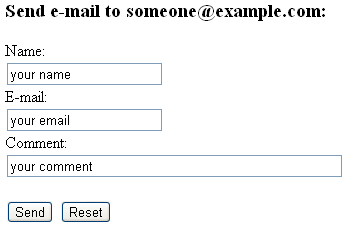 Send e-mail to someone@example.com:
Name:
your name
E-mail:
your email
Comment:
your comment
Send Reset